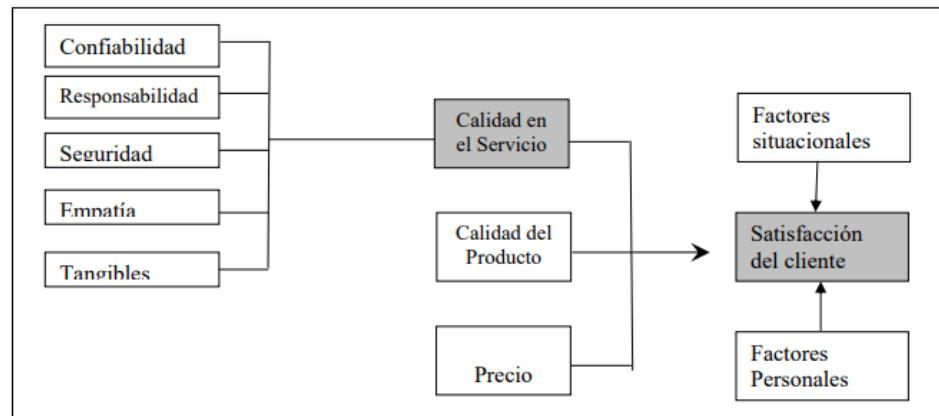 Confiabilidad
Responsabilidad
Seguridad
Empatía
Tangibles
Calidad en
el Servicio
Calidad del
Producto
Precio
Factores
situacionales
Satisfacción
del cliente
Factores
Personales